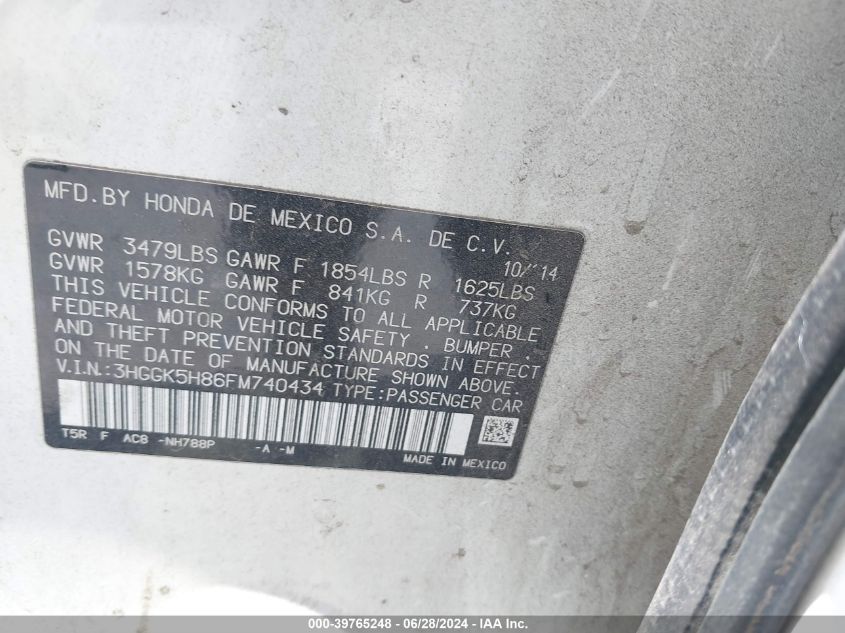 MFD.BY HONDA DE MEXICO S.A. DE C.V.
10/'14
GVWR 3479LBS GAWR F 1854LBS R 1625LBS
GVWR 1578KG GAWR F 841KG R 737KG
THIS VEHICLE CONFORMS TO ALL APPLICABLE
FEDERAL MOTOR VEHICLE SAFETY, BUMPER,
AND THEFT PREVENTION STANDARDS IN EFFECT
ON THE DATE OF MANUFACTURE SHOWN ABOVE.
V.I.N.:3HGGK5H86FM740434 TYPE:PASSENGER CAR
T5R F AC8 -NH788P -A -M
MADE IN MEXICO
000-39765248 - 06/28/2024 - IAA Inc.